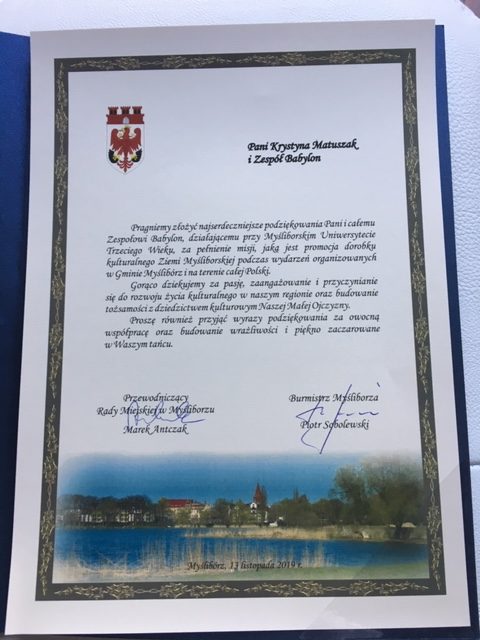 Pani Krystyna Matuszak
i Zespół Babylon
Pragniemy złożyć najserdeczniejsze podziękowania Pani i całemu
Zespołowi Babylon, działającemu przy Myśliborskim Uniwersytecie
Trzeciego Wieku, za pełnienie misji, jaką jest promocja dorobku
kulturalnego Ziemi Myśliborskiej podczas wydarzeń organizowanych
w Gminie Myślibórz i na terenie całej Polski.
Gorąco dziękujemy za pasję, zaangażowanie i przyczynianie
się do rozwoju życia kulturalnego w naszym regionie oraz budowanie
tożsamości z dziedzictwem kulturowym Naszej Małej Ojczyzny.
Proszę również przyjąć wyrazy podziękowania za owocną
współpracę oraz budowanie wrażliwości i piękno zaczarowane
w Waszym tańcu.
Przewodniczący
Rady Miejskiej w Myśliborzu
Marek Antczak
Burmistrz Myśliborza
Piotr Sobolewski
Myślibórz, 13 listopada 2019 r.